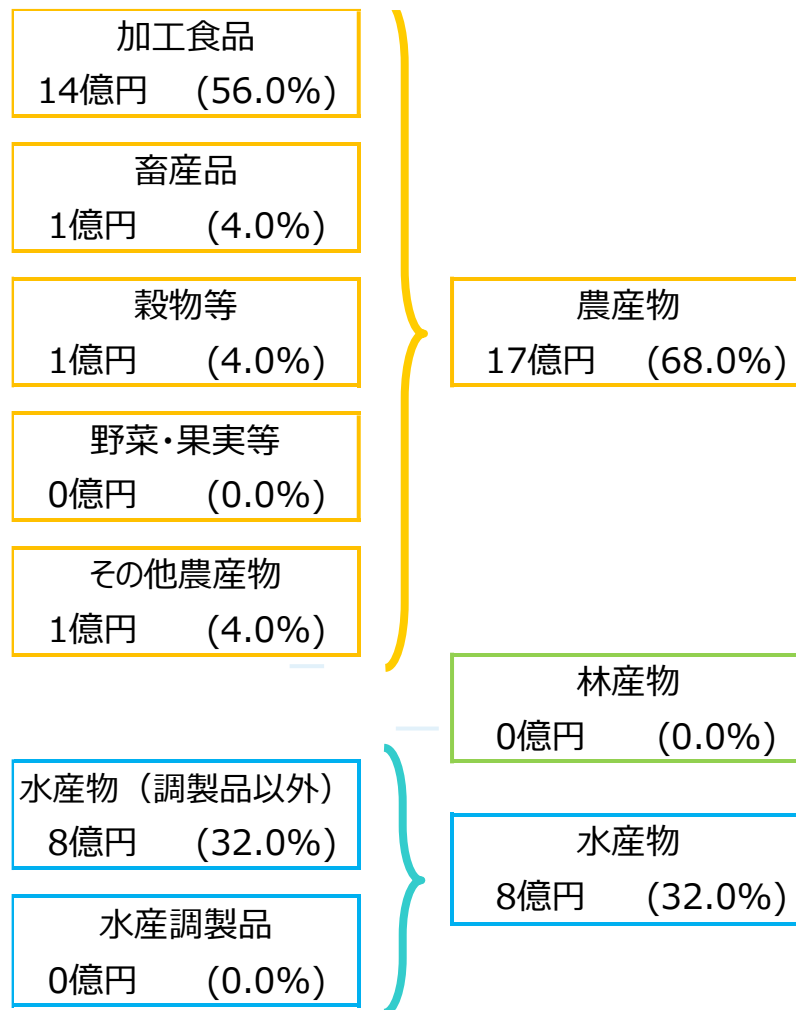 加工食品
14億円 (56.0%)
畜産品
1億円 (4.0%)
穀物等
1億円 (4.0%)
野菜・果実等
0億円 (0.0%)
その他農産物
1億円 (4.0%)
農産物
17億円 (68.0%)
林産物
0億円 (0.0%)
水産物（調製品以外）
8億円 (32.0%)
水産調製品
0億円 (0.0%)
水産物
8億円 (32.0%)